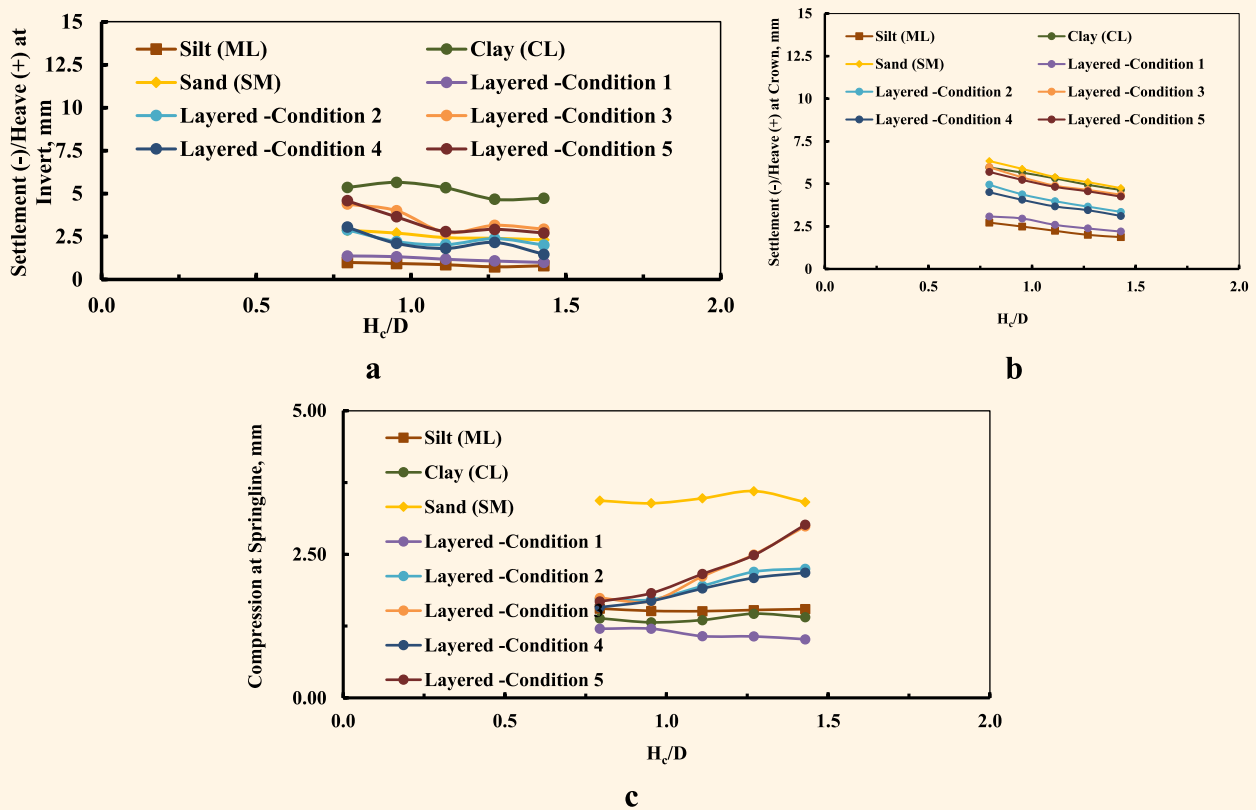 Settlement (-)/Heave (+) at
Invert, mm
15
12.5
10
7.5
5
2.5
0
Silt (ML)
Clay (CL)
Sand (SM)
Layered -Condition 1
Layered -Condition 2
Layered -Condition 3
Layered -Condition 4
Layered -Condition 5
0.0
0.5
1.0
1.5
2.0
Hc/D
a
Settlement (-)/Heave (+) at Crown, mm
15
12.5
10
7.5
5
2.5
0
Silt (ML)
Clay (CL)
Sand (SM)
Layered -Condition 1
Layered -Condition 2
Layered -Condition 3
Layered -Condition 4
Layered -Condition 5
0.0
0.5
1.0
1.5
2.0
Hc/D
b
Compression at Springline, mm
5.00
2.50
0.00
Silt (ML)
Clay (CL)
Sand (SM)
Layered -Condition 1
Layered -Condition 2
Layered -Condition 3
Layered -Condition 4
Layered -Condition 5
0.0
0.5
1.0
1.5
2.0
Hc/D
c